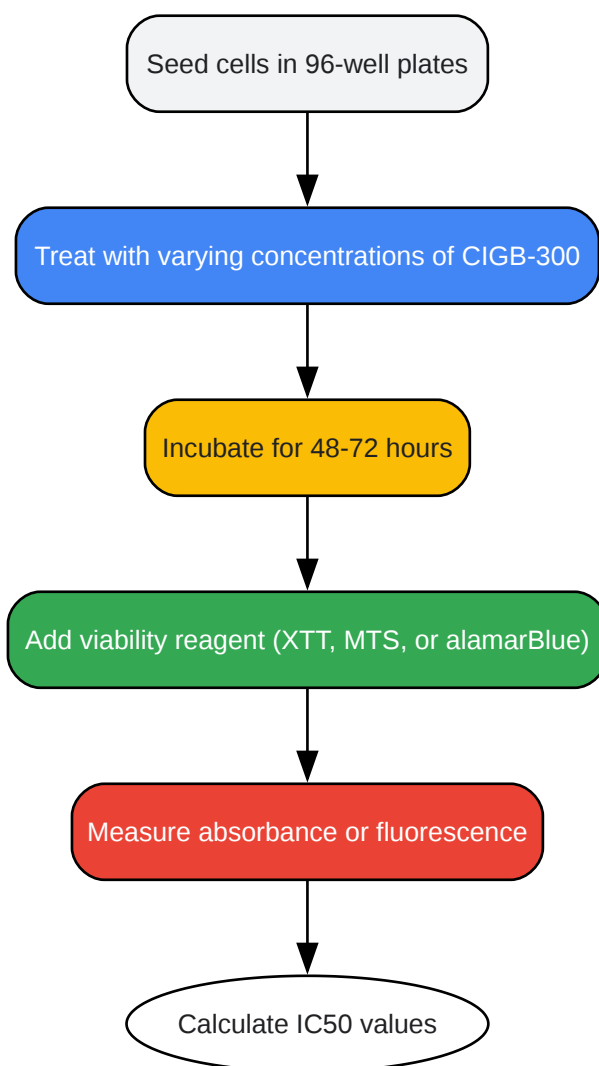 Seed cells in 96-well plates
Treat with varying concentrations of CIGB-300
Incubate for 48-72 hours
Add viability reagent (XTT, MTS, or alamarBlue)
Measure absorbance or fluorescence
Calculate IC50 values